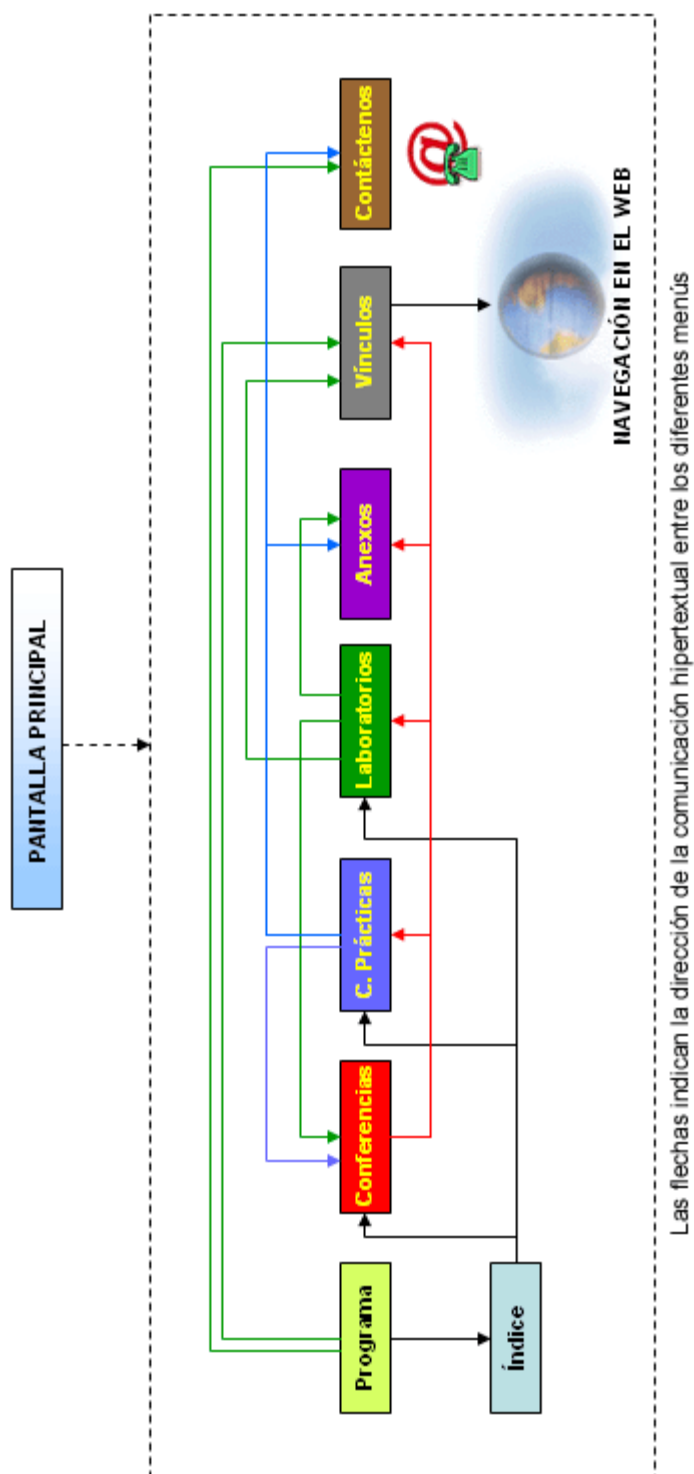 PANTALLA PRINCIPAL
Programa
Conferencias
C. Prácticas
Laboratorios
Anexos
Vínculos
Contáctenos
@
Índice
NAVEGACIÓN EN EL WEB
Las flechas indican la dirección de la comunicación hipertextual entre los diferentes menús